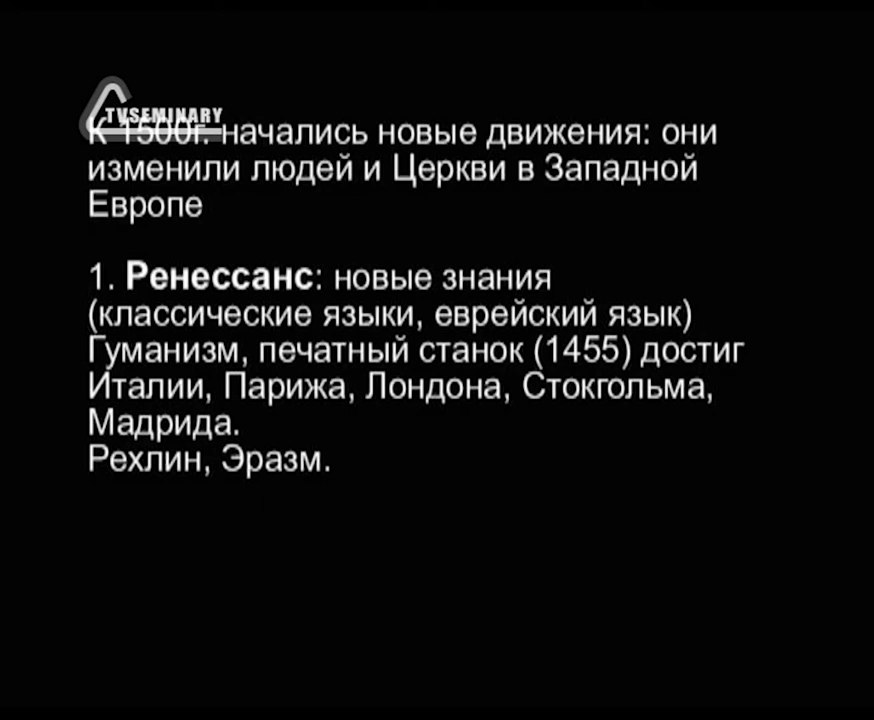 TVSEMINARY
К 1500г. начались новые движения: они
изменили людей и Церкви в Западной
Европе
1. Ренессанс: новые знания
(классические языки, еврейский язык)
Гуманизм, печатный станок (1455) достиг
Италии, Парижа, Лондона, Стокгольма,
Мадрида.
Рехлин, Эразм.